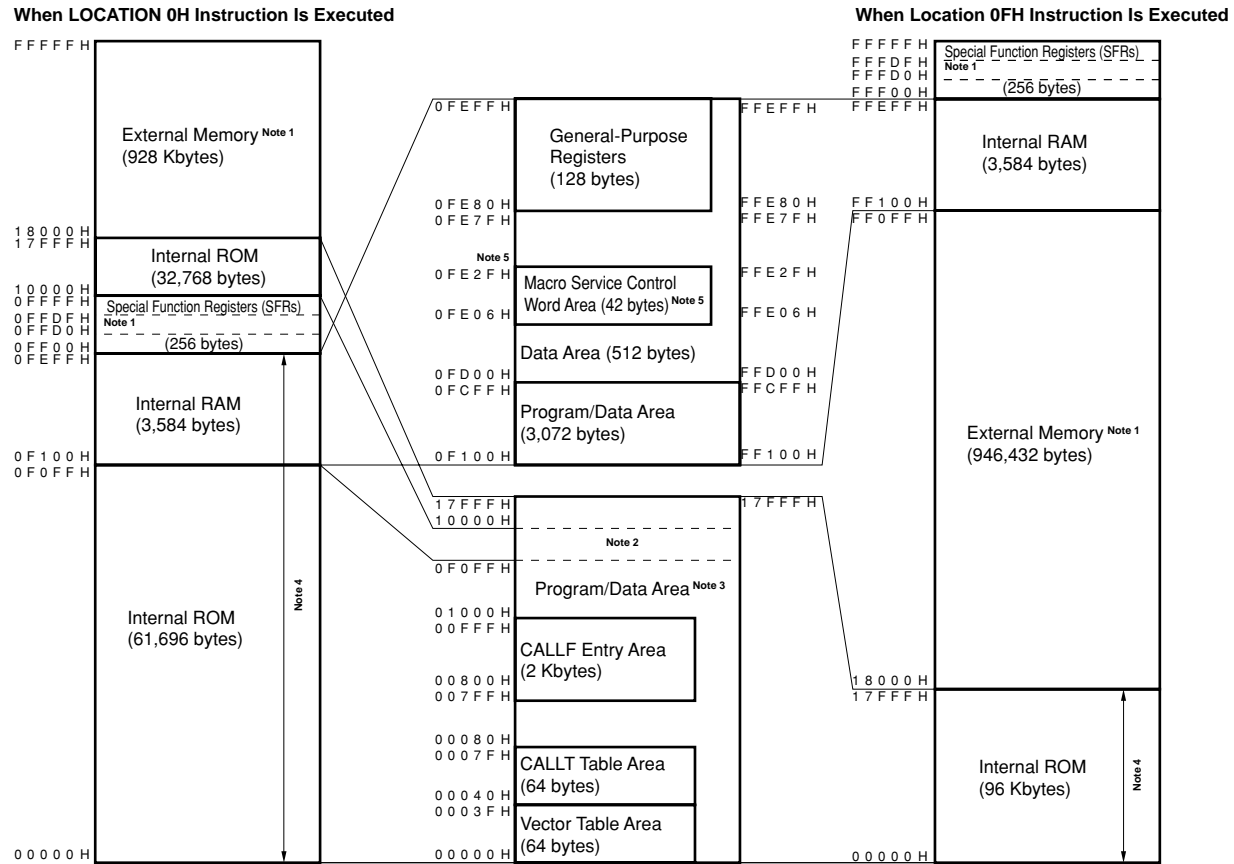 When LOCATION 0H Instruction Is Executed
FFFFFH
External Memory Note 1
(928 Kbytes)
18000H
17FFFH
Internal ROM
(32,768 bytes)
10000H
0FFFFH
Special Function Registers (SFRs)
0FFDFH
Note 1
0FFD0H
(256 bytes)
0FF00H
0FEFFH
Internal RAM
(3,584 bytes)
0F100H
0F0FFH
Note 4
Internal ROM
(61,696 bytes)
00000H
0FEFFH
General-Purpose
Registers
(128 bytes)
FFEFFH
0FE80H
FFE80H
0FE7FH
FFE7FH
Note 5
0FE2FH
FFE2FH
Macro Service Control
Word Area (42 bytes) Note 5
0FE06H
FFE06H
Data Area (512 bytes)
0FD00H
FFD00H
0FCFFH
FFCFFH
Program/Data Area
(3,072 bytes)
0F100H
FF100H
17FFFH
17FFFH
10000H
Note 2
0F0FFH
Program/Data Area Note 3
01000H
00FFFH
CALLF Entry Area
(2 Kbytes)
00800H
007FFH
00080H
0007FH
CALLT Table Area
(64 bytes)
00040H
0003FH
Vector Table Area
(64 bytes)
00000H
When Location 0FH Instruction Is Executed
FFFFFH
Special Function Registers (SFRs)
FFFDFH
Note 1
FFFD0H
(256 bytes)
FFF00H
FFEFFH
Internal RAM
(3,584 bytes)
FF100H
FF0FFH
External Memory Note 1
(946,432 bytes)
18000H
17FFFH
Internal ROM
(96 Kbytes)
Note 4
00000H